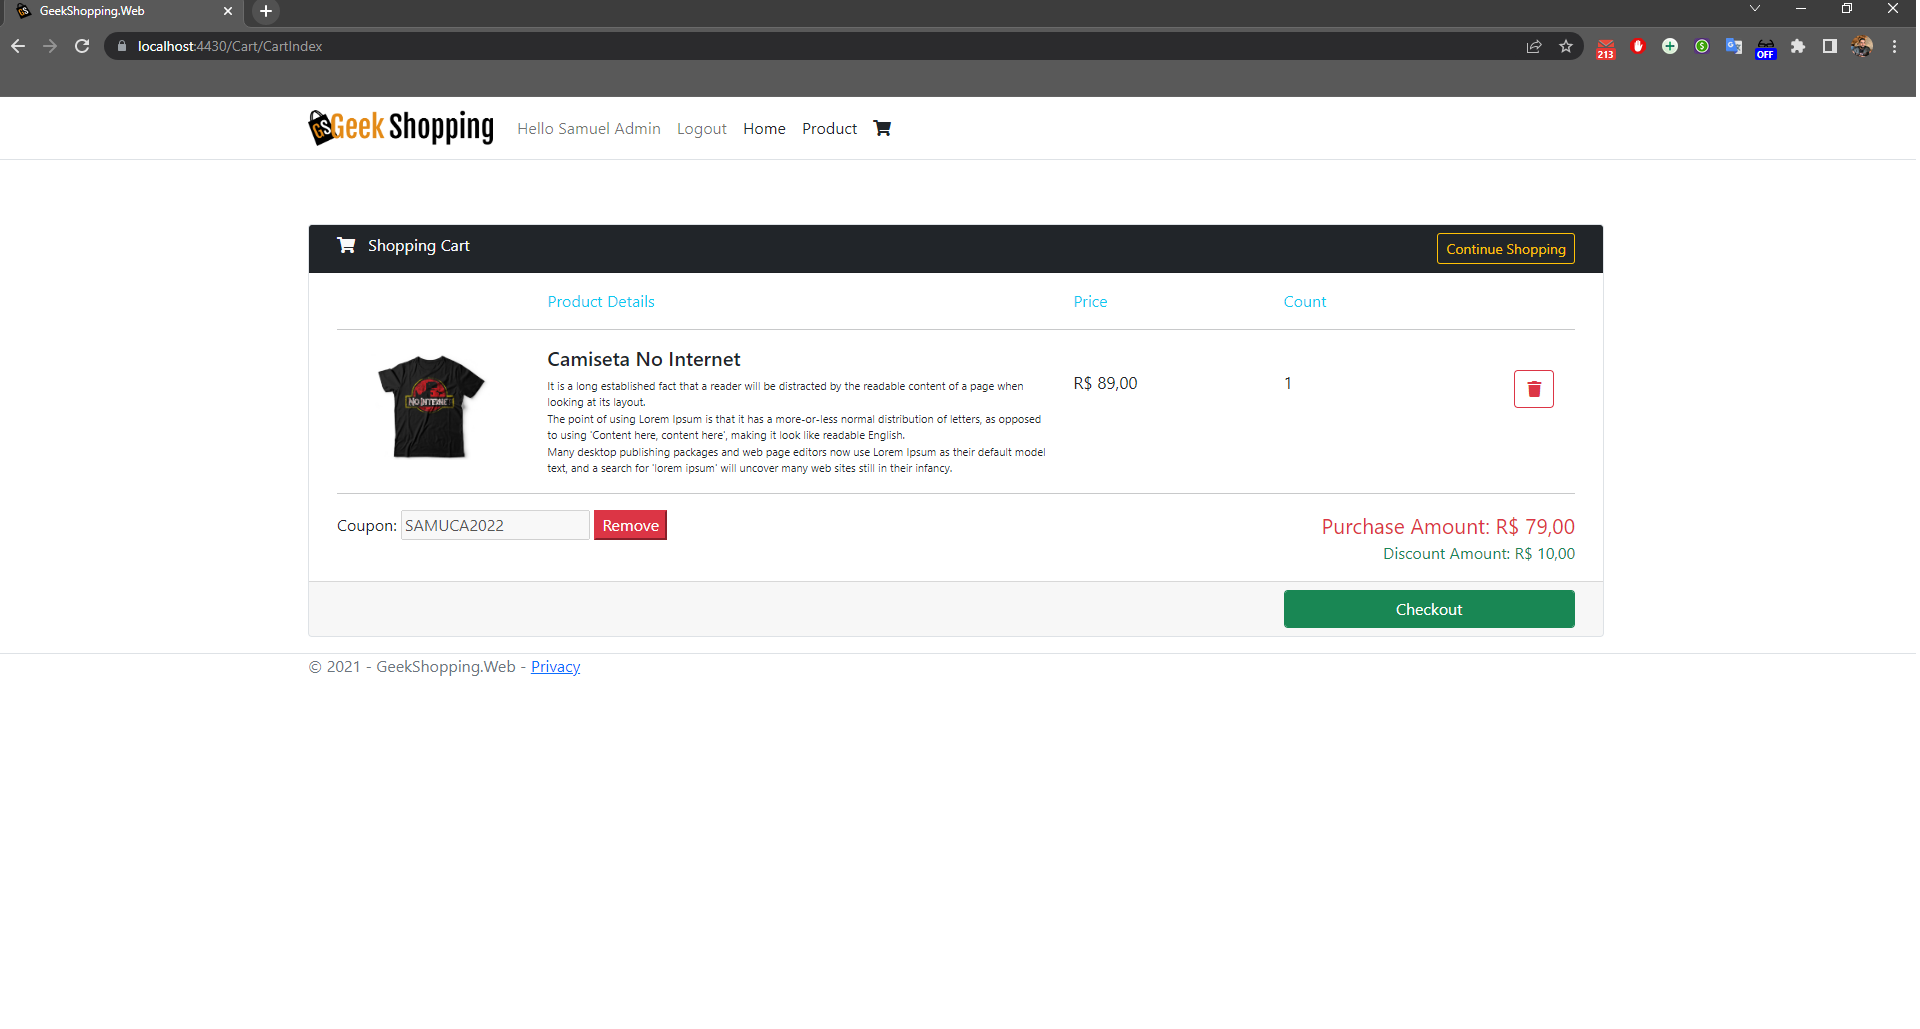 GeekShopping.Web
localhost:4430/Cart/CartIndex
213
OFF
GS Geek Shopping
Hello Samuel Admin Logout Home Product
Shopping Cart
Continue Shopping
Product Details Price Count
NO INTERNET
Camiseta No Internet
It is a long established fact that a reader will be distracted by the readable content of a page when
looking at its layout.
The point of using Lorem Ipsum is that it has a more-or-less normal distribution of letters, as opposed
to using 'Content here, content here', making it look like readable English.
Many desktop publishing packages and web page editors now use Lorem Ipsum as their default model
text, and a search for 'lorem ipsum' will uncover many web sites still in their infancy.
R$ 89,00
1
Coupon: SAMUCA2022 Remove
Purchase Amount: R$ 79,00
Discount Amount: R$ 10,00
Checkout
© 2021 - GeekShopping.Web - Privacy